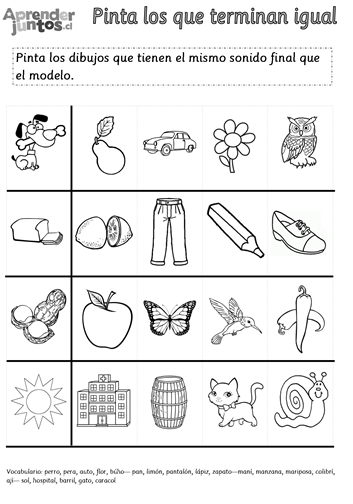 Aprender
juntos.cl
Pinta los que terminan igual
Pinta los dibujos que tienen el mismo sonido final que
el modelo.
HOSPITAL
Vocabulario: perro, pera, auto, flor, búho— pan, limón, pantalón, lápiz, zapato—maní, manzana, mariposa, colibrí,
ají— sol, hospital, barril, gato, caracol